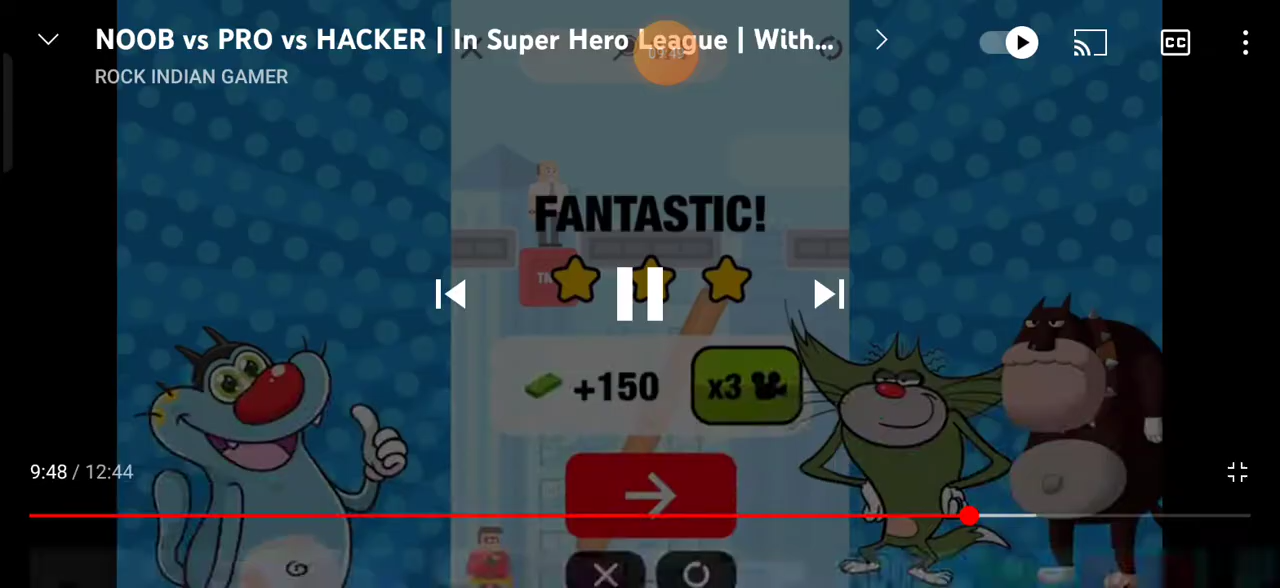 NOOB vs PRO vs HACKER | In Super Hero League | With...
ROCK INDIAN GAMER
CC
FANTASTIC!
+150
x3
9:48 / 12:44